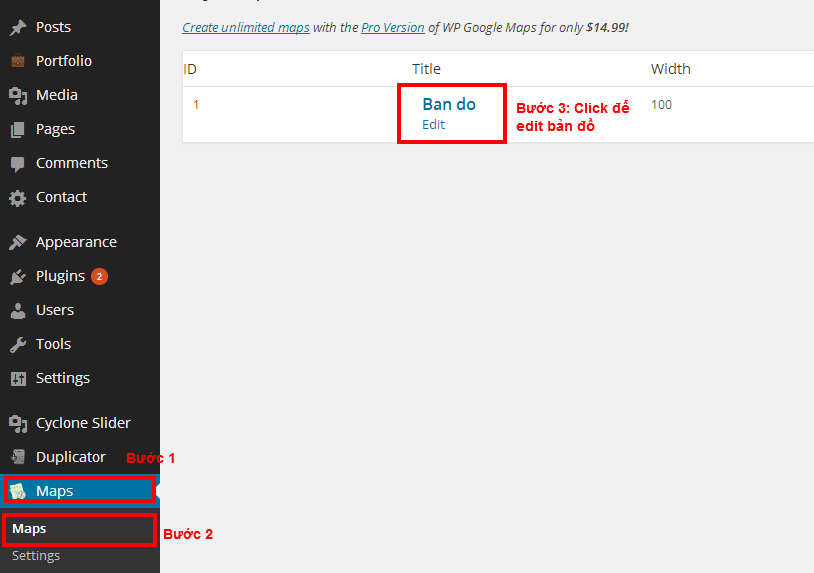 Posts
Portfolio
Media
Pages
Comments
Contact
Appearance
Plugins 2
Users
Tools
Settings
Cyclone Slider
Duplicator
Bước 1
Maps
Maps
Bước 2
Settings
Create unlimited maps with the Pro Version of WP Google Maps for only $14.99!
ID Title Width
1 Ban do 100
Edit
Bước 3: Click để
edit bản đồ